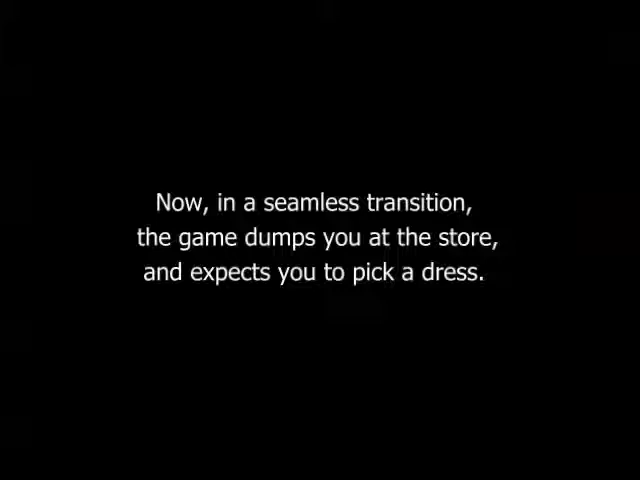 Now, in a seamless transition,
the game dumps you at the store,
and expects you to pick a dress.